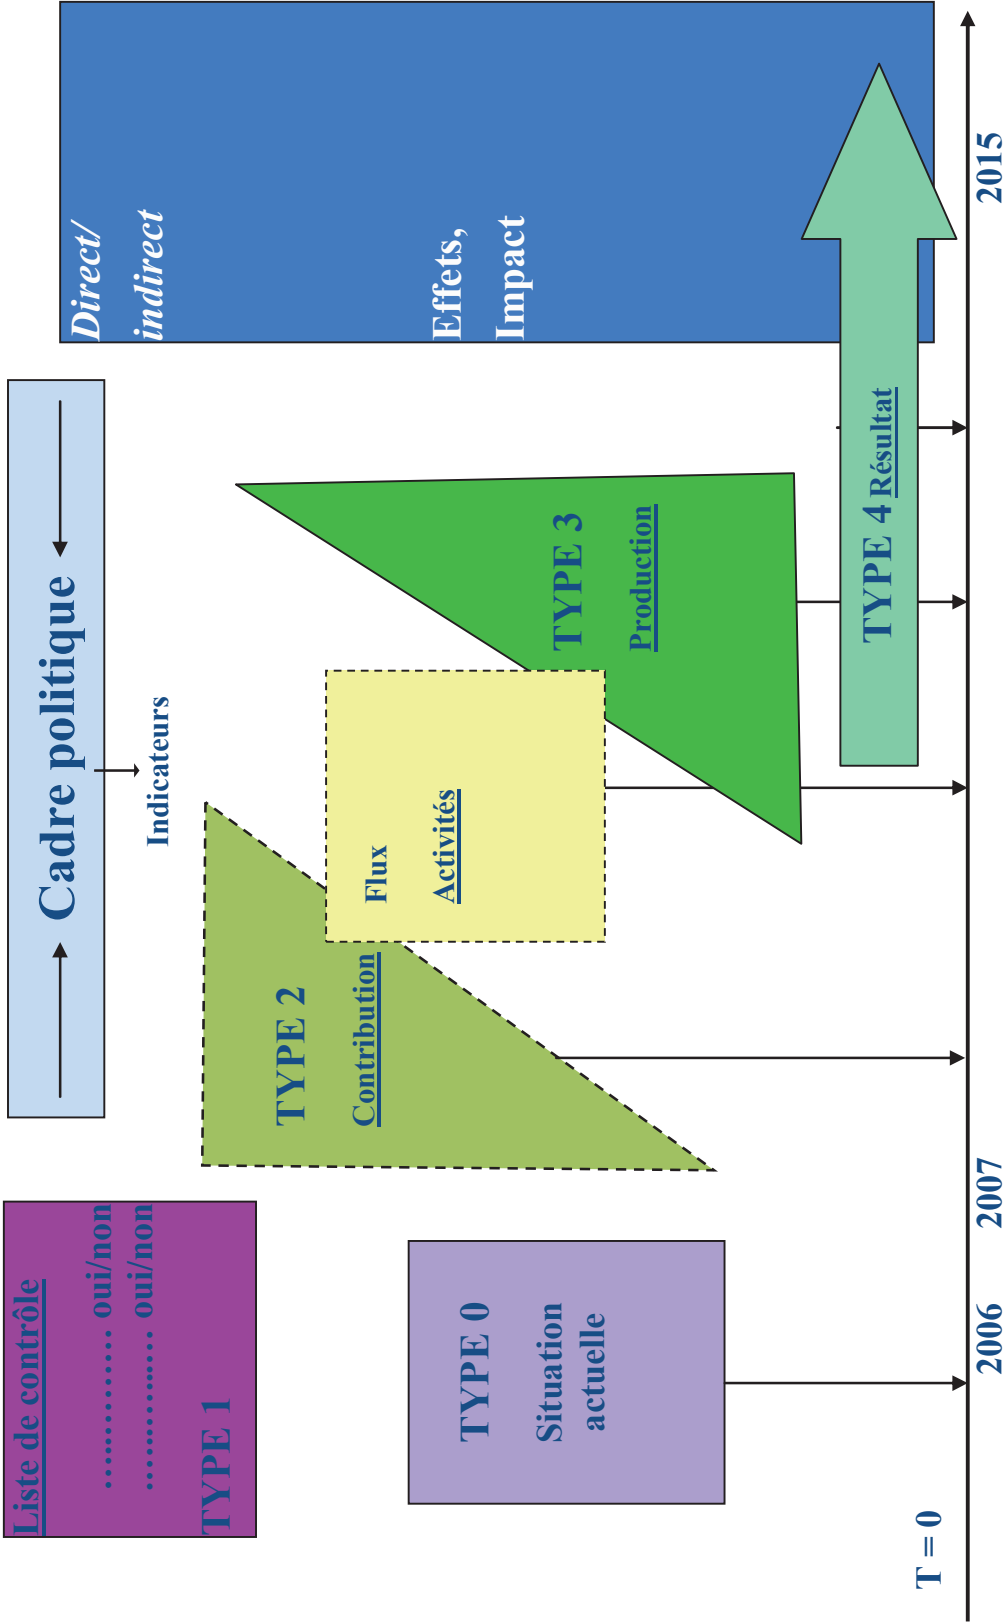 Liste de contrôle
................ oui/non
................ oui/non
TYPE 1
Cadre politique
Indicateurs
Direct/
indirect
Effets,
Impact
TYPE 2
Contribution
Flux
Activités
TYPE 3
Production
TYPE 0
Situation
actuelle
TYPE 4 Résultat
T = 0
2006
2007
2015